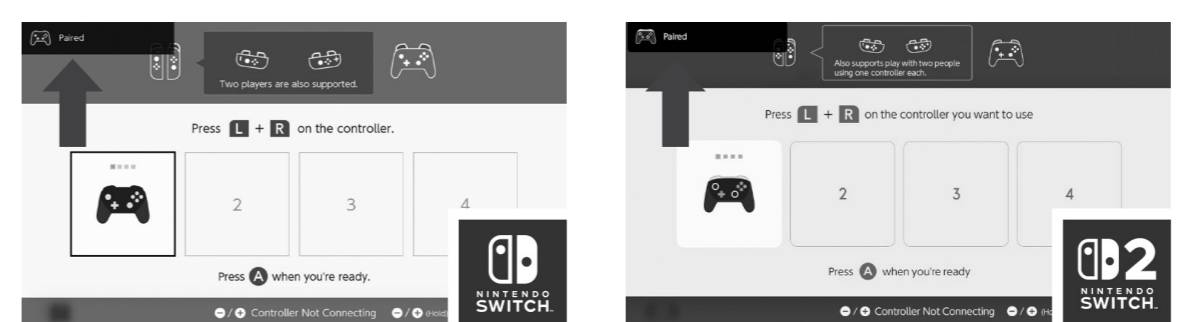 Paired
Two players are also supported.
Press L + R on the controller.
2
3
4
Press A when you're ready.
/ Controller Not Connecting / (Hold)
NINTENDO
SWITCH
Paired
Also supports play with two people
using one controller each.
Press L + R on the controller you want to use
2
3
4
Press A when you're ready
/ Controller Not Connecting /
2
NINTENDO
SWITCH